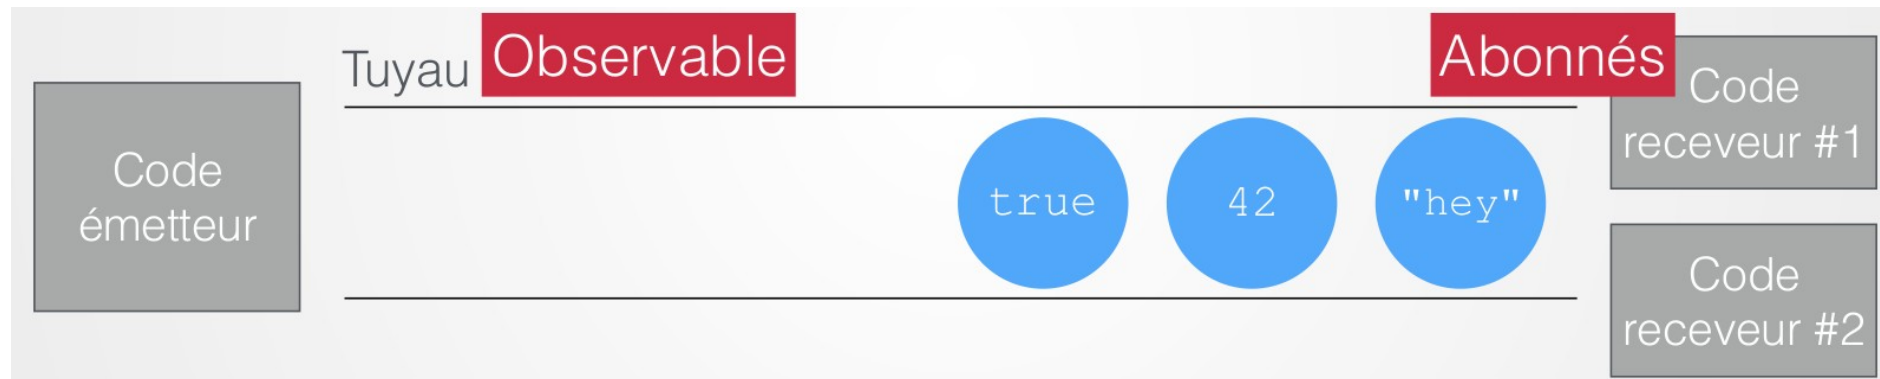 Tuyau Observable
Abonnés
Code
émetteur
true
42
"hey"
Code
receveur #1
Code
receveur #2